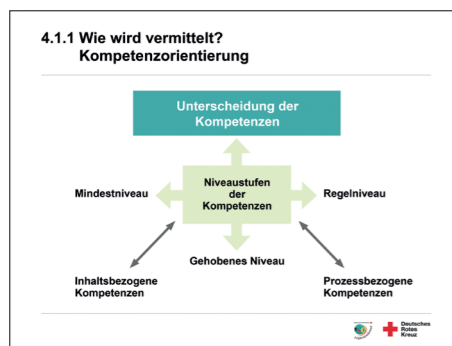 4.1.1 Wie wird vermittelt?
Kompetenzorientierung
Unterscheidung der
Kompetenzen
Mindestniveau
Niveaustufen
der
Kompetenzen
Regelniveau
Gehobenes Niveau
Inhaltsbezogene
Kompetenzen
Prozessbezogene
Kompetenzen
Deutsches
Rotes
Kreuz